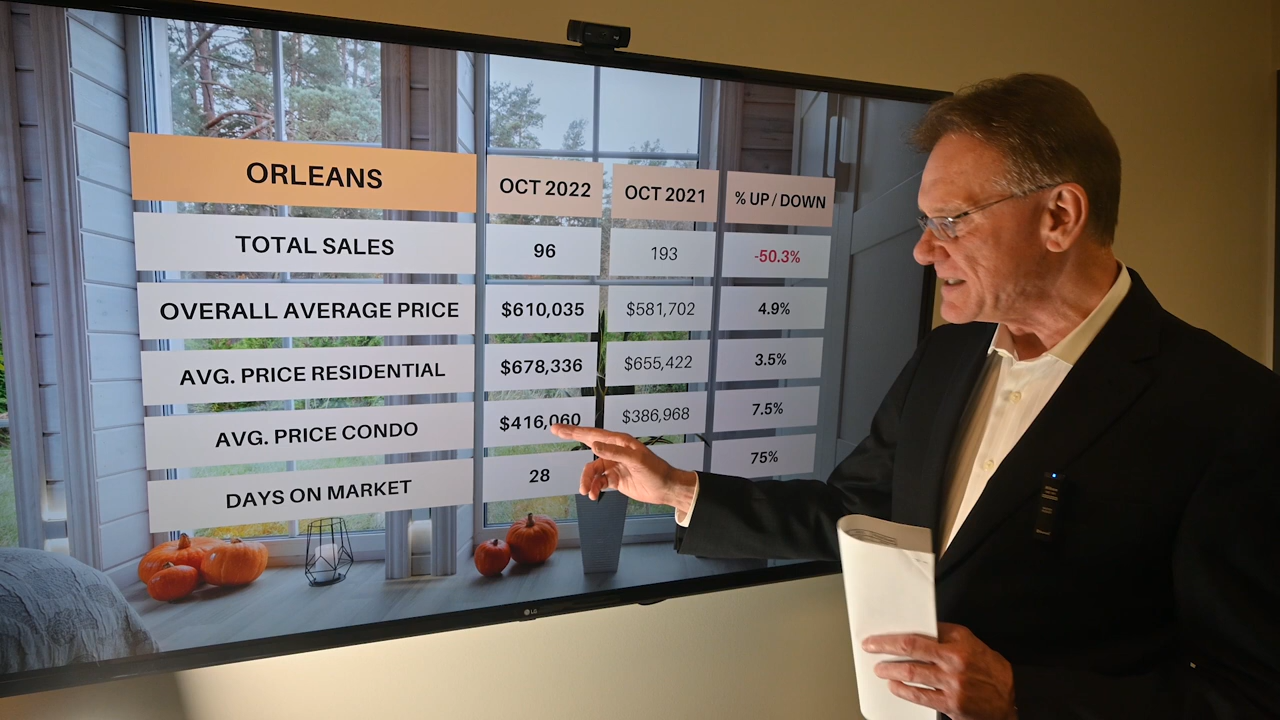 ORLEANS OCT 2022 OCT 2021 % UP / DOWN
TOTAL SALES 96 193 -50.3%
OVERALL AVERAGE PRICE $610,035 $581,702 4.9%
AVG. PRICE RESIDENTIAL $678,336 $655,422 3.5%
AVG. PRICE CONDO $416,060 $386,968 7.5%
DAYS ON MARKET 28 75%
LG